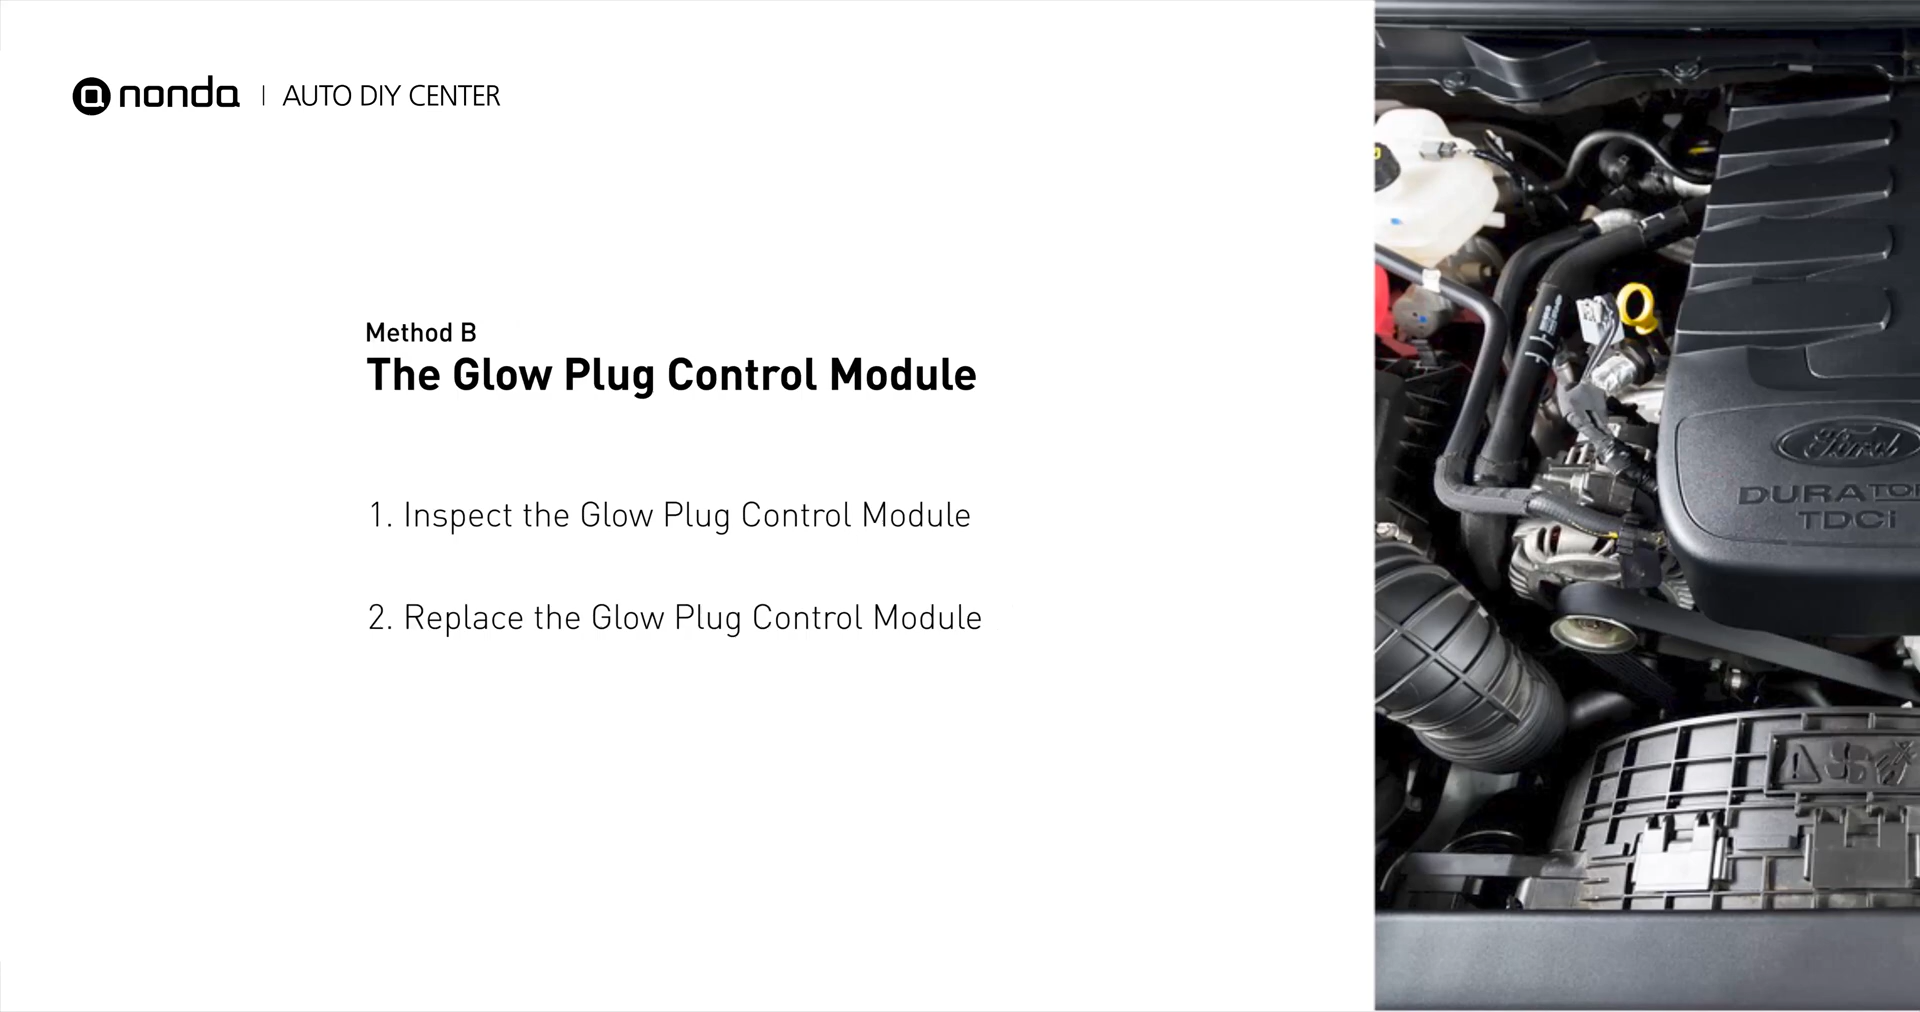 nonda | AUTO DIY CENTER
Method B
The Glow Plug Control Module
1. Inspect the Glow Plug Control Module
2. Replace the Glow Plug Control Module
Ford
DURATOR
TDCi